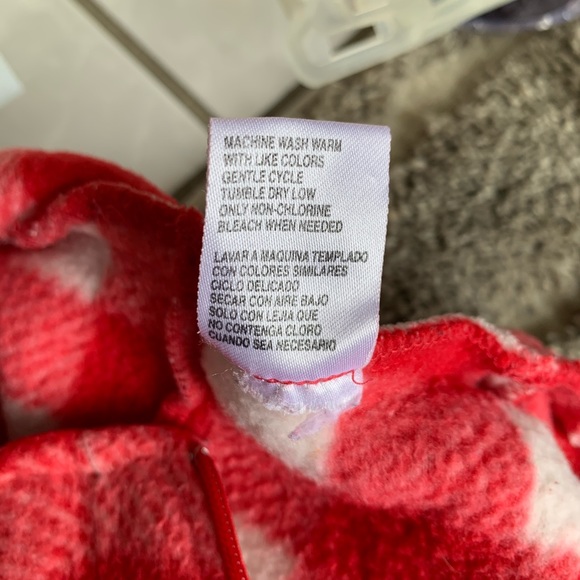 MACHINE WASH WARM
WITH LIKE COLORS
GENTLE CYCLE
TUMBLE DRY LOW
ONLY NON-CHLORINE
BLEACH WHEN NEEDED
LAVAR A MAQUINA TEMPLADO
CON COLORES SIMILARES
CICLO DELICADO
SECAR CON AIRE BAJO
SOLO CON LEJIA QUE
NO CONTENGA CLORO
CUANDO SEA NECESARIO